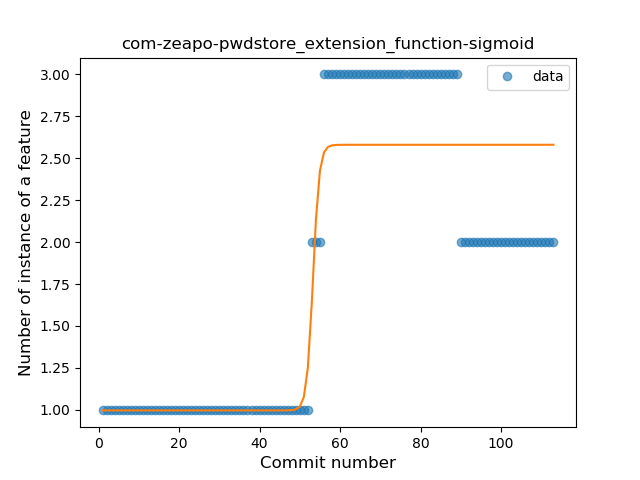 com-zeapo-pwdstore_extension_function-sigmoid
data
Number of instance of a feature
3.00
2.75
2.50
2.25
2.00
1.75
1.50
1.25
1.00
0 20 40 60 80 100
Commit number